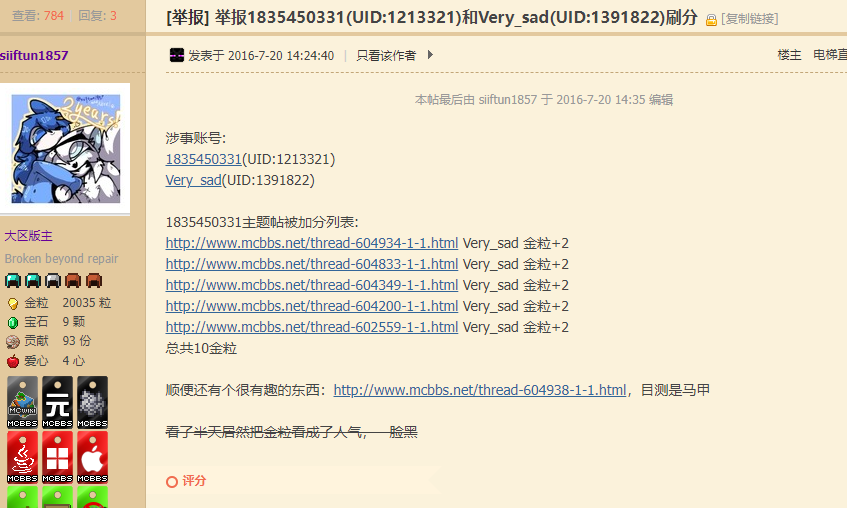 查看: 784 回复: 3
[举报] 举报1835450331(UID:1213321)和Very_sad(UID:1391822)刷分 [复制链接]
siiftun1857
发表于 2016-7-20 14:24:40 | 只看该作者
楼主 电梯直
2 years!
本帖最后由 siiftun1857 于 2016-7-20 14:35 编辑
涉事账号:
1835450331(UID:1213321)
Very_sad(UID:1391822)
1835450331主题帖被加分列表:
http://www.mcbbs.net/thread-604934-1-1.html Very_sad 金粒+2
http://www.mcbbs.net/thread-604833-1-1.html Very_sad 金粒+2
http://www.mcbbs.net/thread-604349-1-1.html Very_sad 金粒+2
http://www.mcbbs.net/thread-604200-1-1.html Very_sad 金粒+2
http://www.mcbbs.net/thread-602559-1-1.html Very_sad 金粒+2
总共10金粒
顺便还有个很有趣的东西：http://www.mcbbs.net/thread-604938-1-1.html，目测是马甲
看了半天居然把金粒看成了人气， 脸黑
评分
大区版主
Broken beyond repair
金粒 20035 粒
宝石 9 颗
贡献 93 份
爱心 4 心
MCWiki
元
MCBBS MCBBS MCBBS
MCBBS MCBBS MCBBS